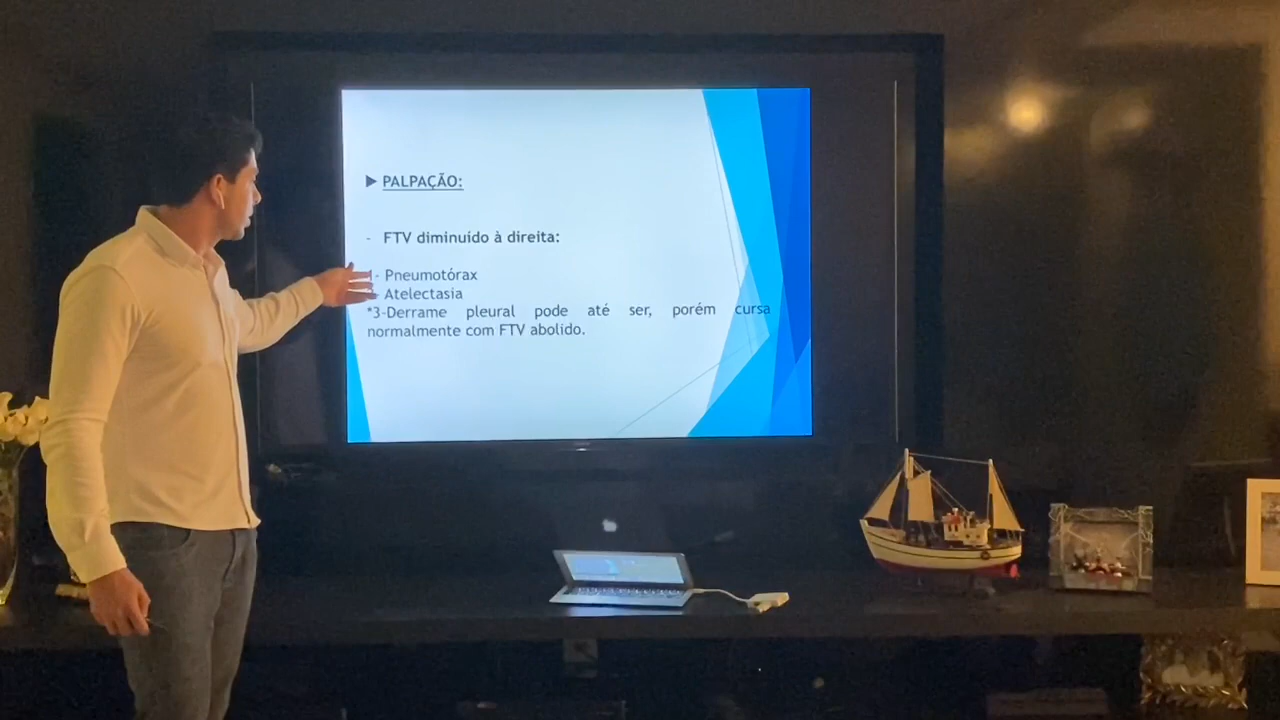 PALPAÇÃO:
- FTV diminuído à direita:
- Pneumotórax
- Atelectasia
*3-Derrame pleural pode até ser, porém cursa
normalmente com FTV abolido.